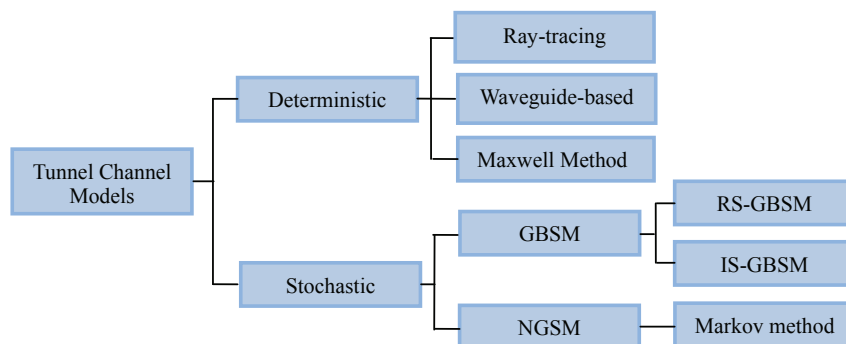 Tunnel Channel
Models
Deterministic
Ray-tracing
Waveguide-based
Maxwell Method
Stochastic
GBSM
RS-GBSM
IS-GBSM
NGSM
Markov method